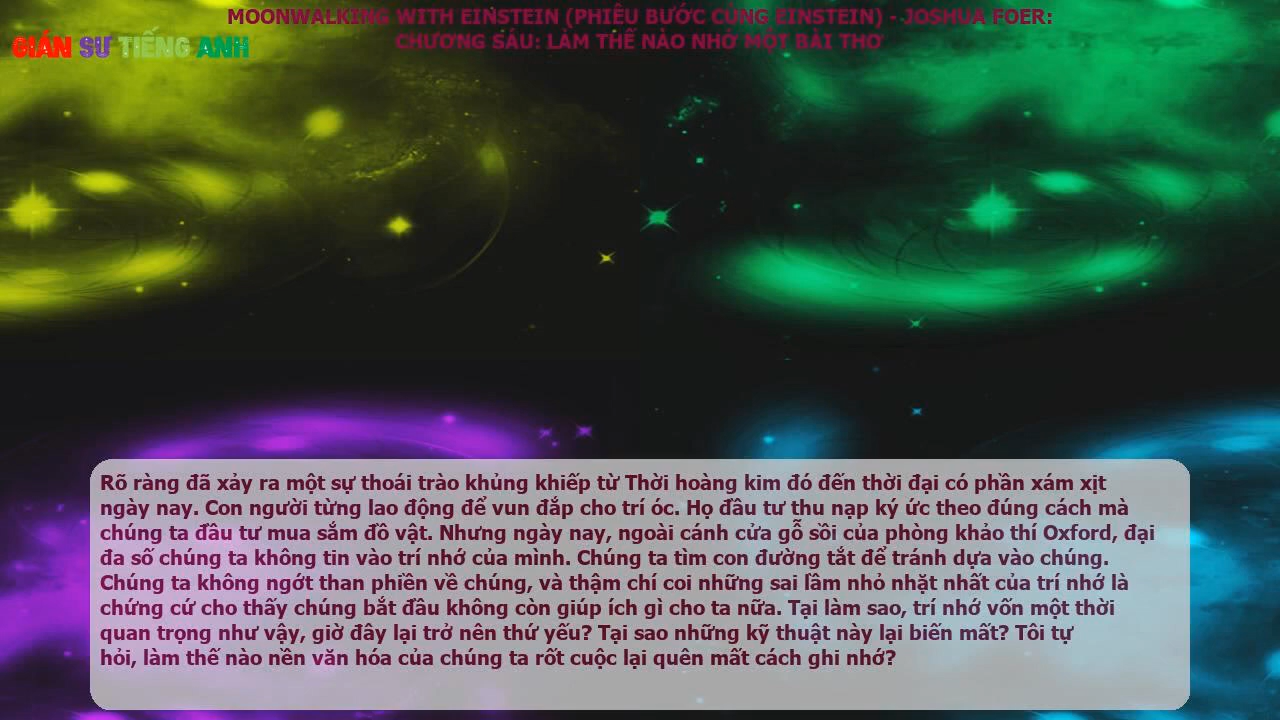 MOONWALKING WITH EINSTEIN (PHIÊU BƯỚC CÙNG EINSTEIN) - JOSHUA FOER:
CHƯƠNG SÁU: LÀM THẾ NÀO NHỚ MỘT BÀI THƠ
GIÁN SƯ TIẾNG ANH
Rõ ràng đã xảy ra một sự thoái trào khủng khiếp từ Thời hoàng kim đó đến thời đại có phần xám xịt
ngày nay. Con người từng lao động để vun đắp cho trí óc. Họ đầu tư thu nạp ký ức theo đúng cách mà
chúng ta đầu tư mua sắm đồ vật. Nhưng ngày nay, ngoài cánh cửa gỗ sồi của phòng khảo thí Oxford, đại
đa số chúng ta không tin vào trí nhớ của mình. Chúng ta tìm con đường tắt để tránh dựa vào chúng.
Chúng ta không ngớt than phiền về chúng, và thậm chí coi những sai lầm nhỏ nhặt nhất của trí nhớ là
chứng cứ cho thấy chúng bắt đầu không còn giúp ích gì cho ta nữa. Tại làm sao, trí nhớ vốn một thời
quan trọng như vậy, giờ đây lại trở nên thứ yếu? Tại sao những kỹ thuật này lại biến mất? Tôi tự
hỏi, làm thế nào nền văn hóa của chúng ta rốt cuộc lại quên mất cách ghi nhớ?